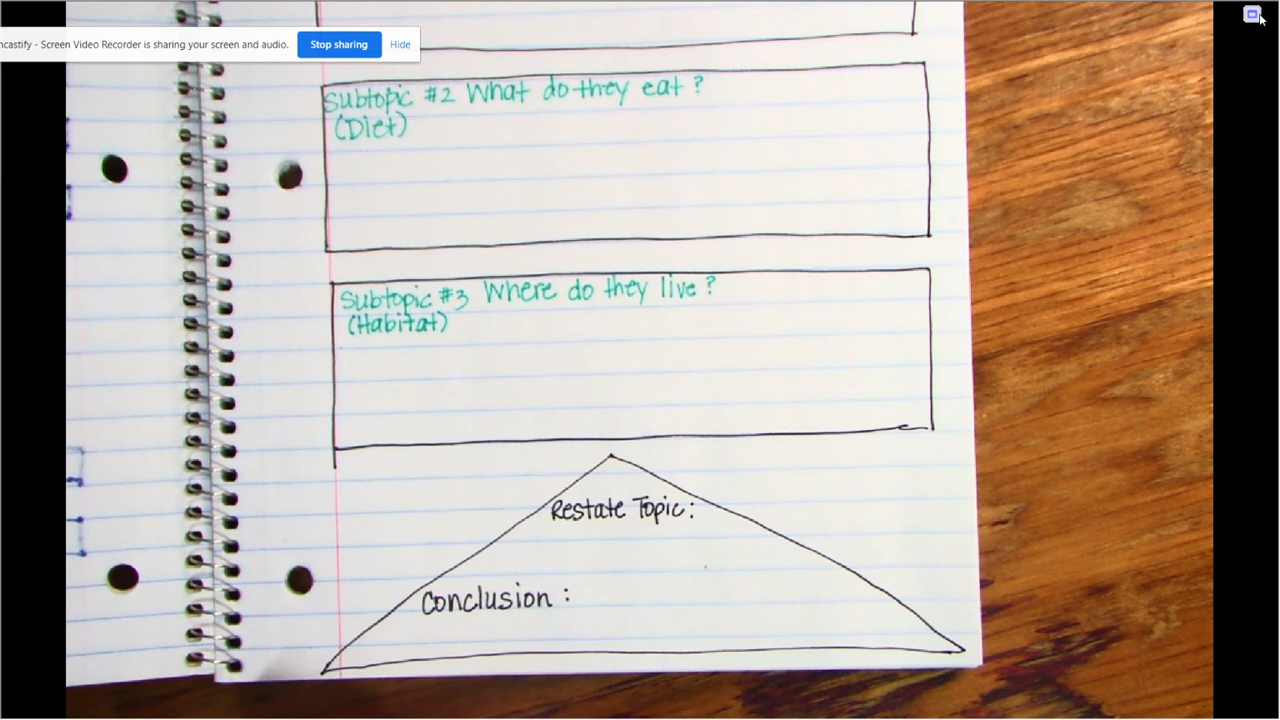 ncastify - Screen Video Recorder is sharing your screen and audio. Stop sharing Hide
Subtopic #2 What do they eat?
(Diet)
Subtopic #3 Where do they live?
(Habitat)
Restate Topic:
Conclusion: